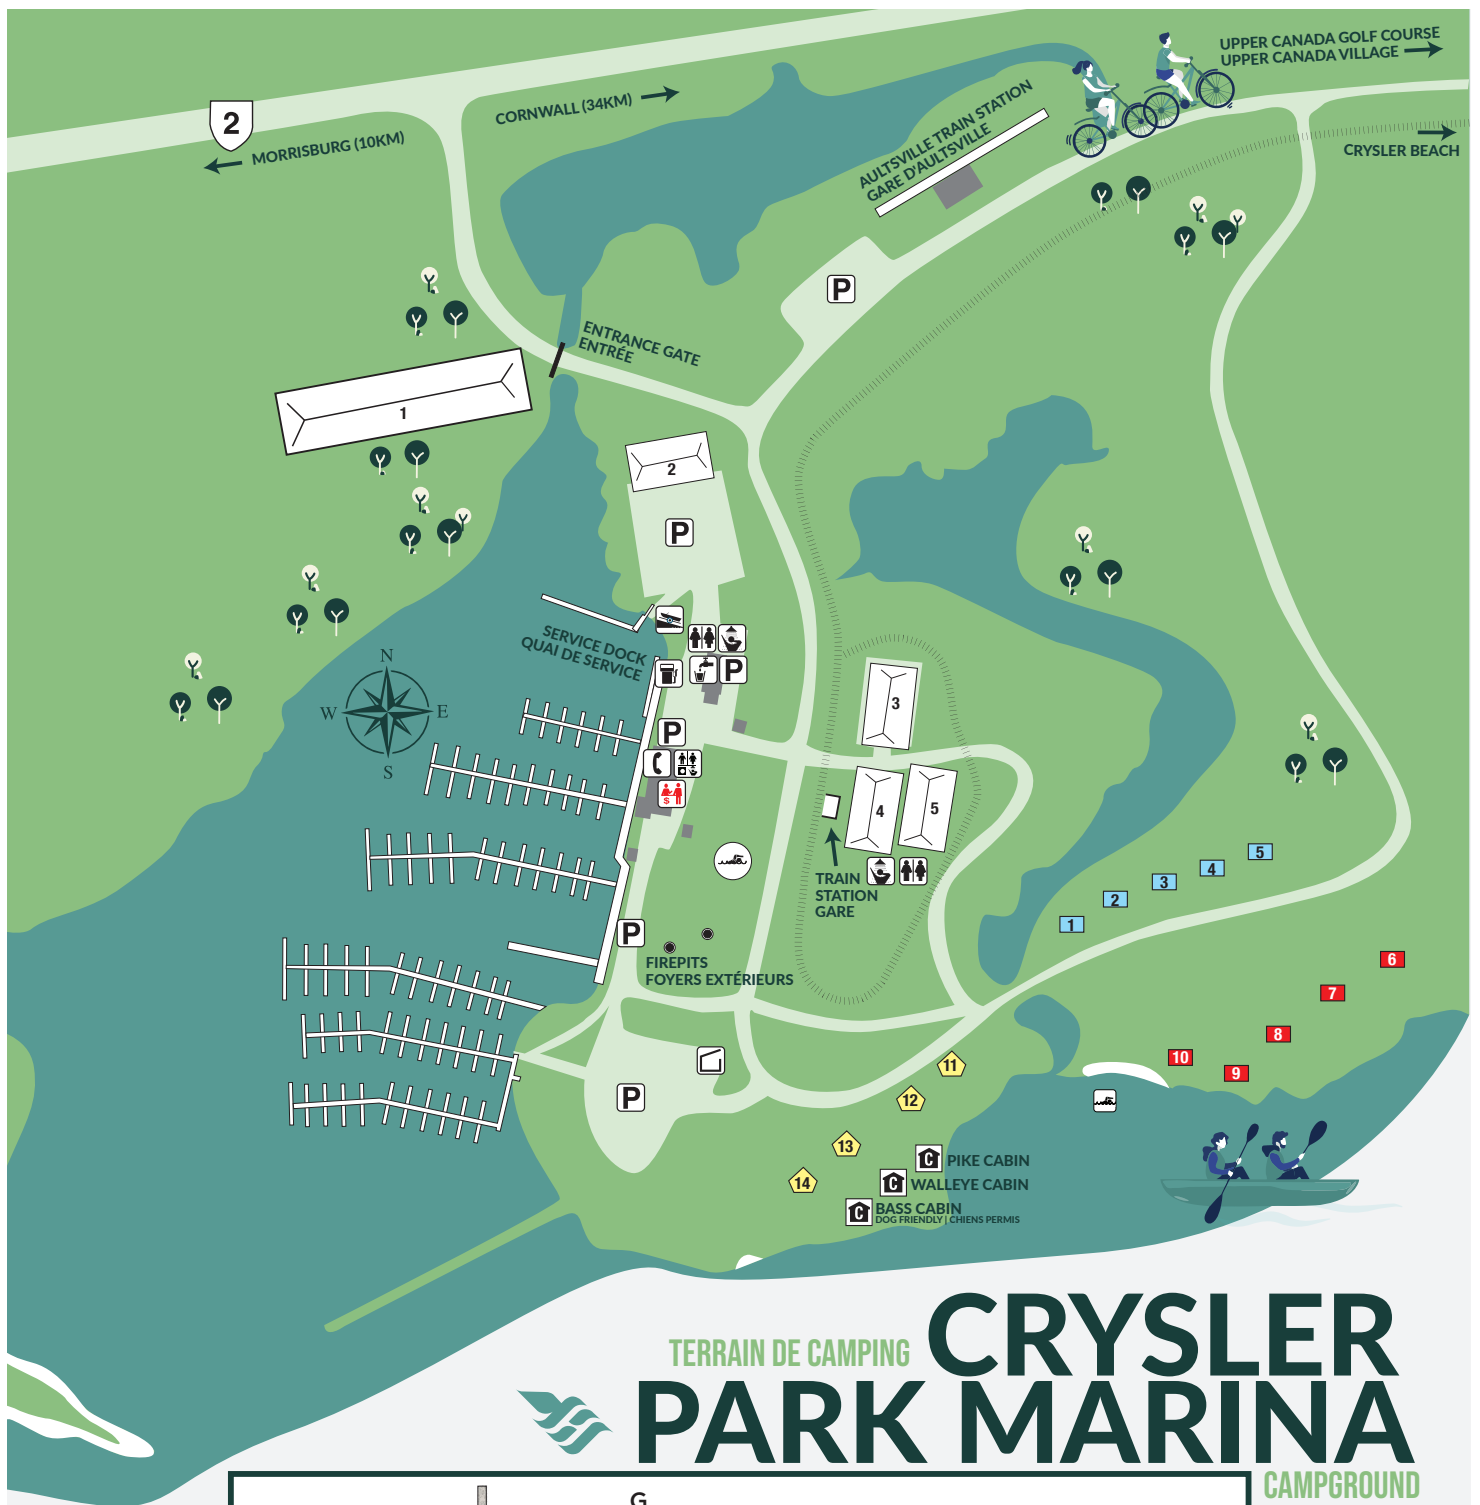 UPPER CANADA GOLF COURSE
UPPER CANADA VILLAGE
2
CORNWALL (34KM)
MORRISBURG (10KM)
AULTSVILLE TRAIN STATION
GARE D'AULTSVILLE
CRYSLER BEACH
P
ENTRANCE GATE
ENTRÉE
1
2
P
SERVICE DOCK
QUAI DE SERVICE
P
N
W
E
S
P
3
4
5
$
TRAIN
STATION
GARE
5
4
3
2
1
P
FIREPITS
FOYERS EXTÉRIEURS
6
7
8
10
9
11
12
13
14
P
C PIKE CABIN
C WALLEYE CABIN
C BASS CABIN
DOG FRIENDLY | CHIENS PERMIS
TERRAIN DE CAMPING
CRYSLER
PARK MARINA
CAMPGROUND
G